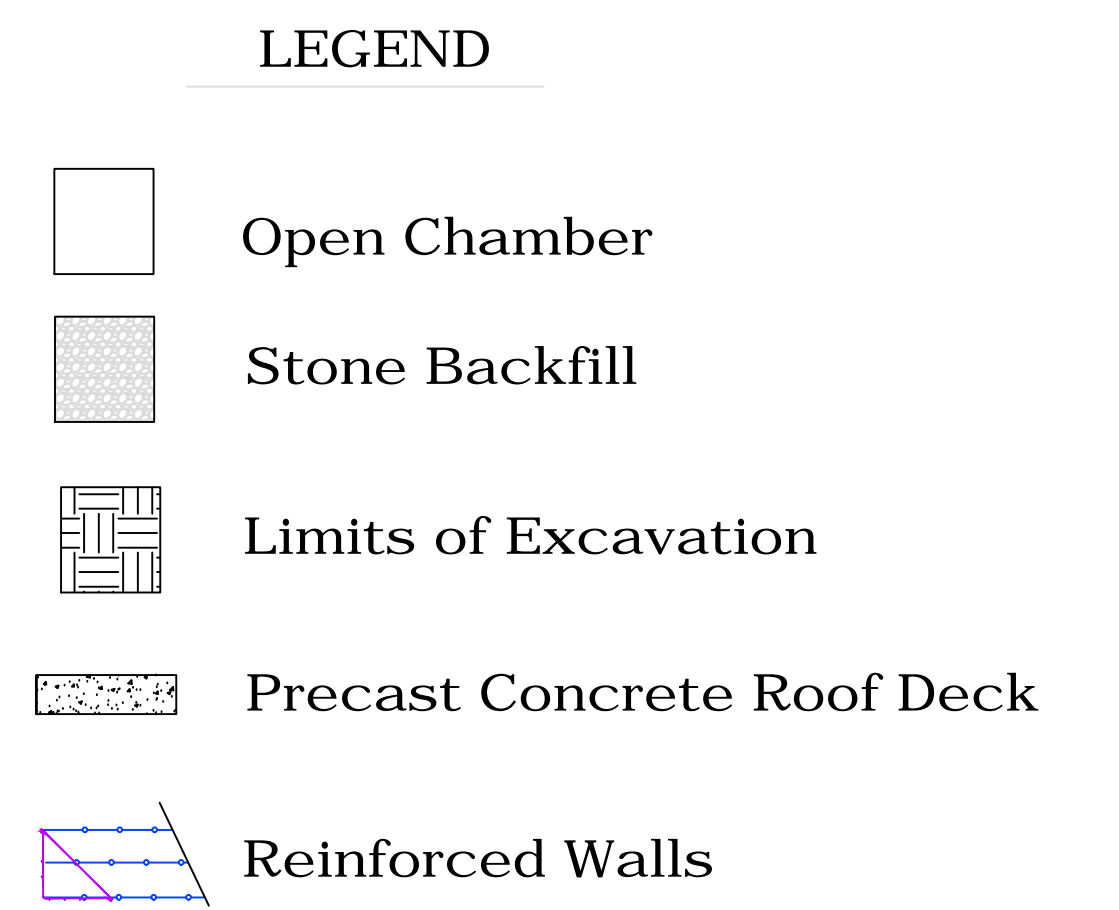 LEGEND
Open Chamber
Stone Backfill
Limits of Excavation
Precast Concrete Roof Deck
Reinforced Walls